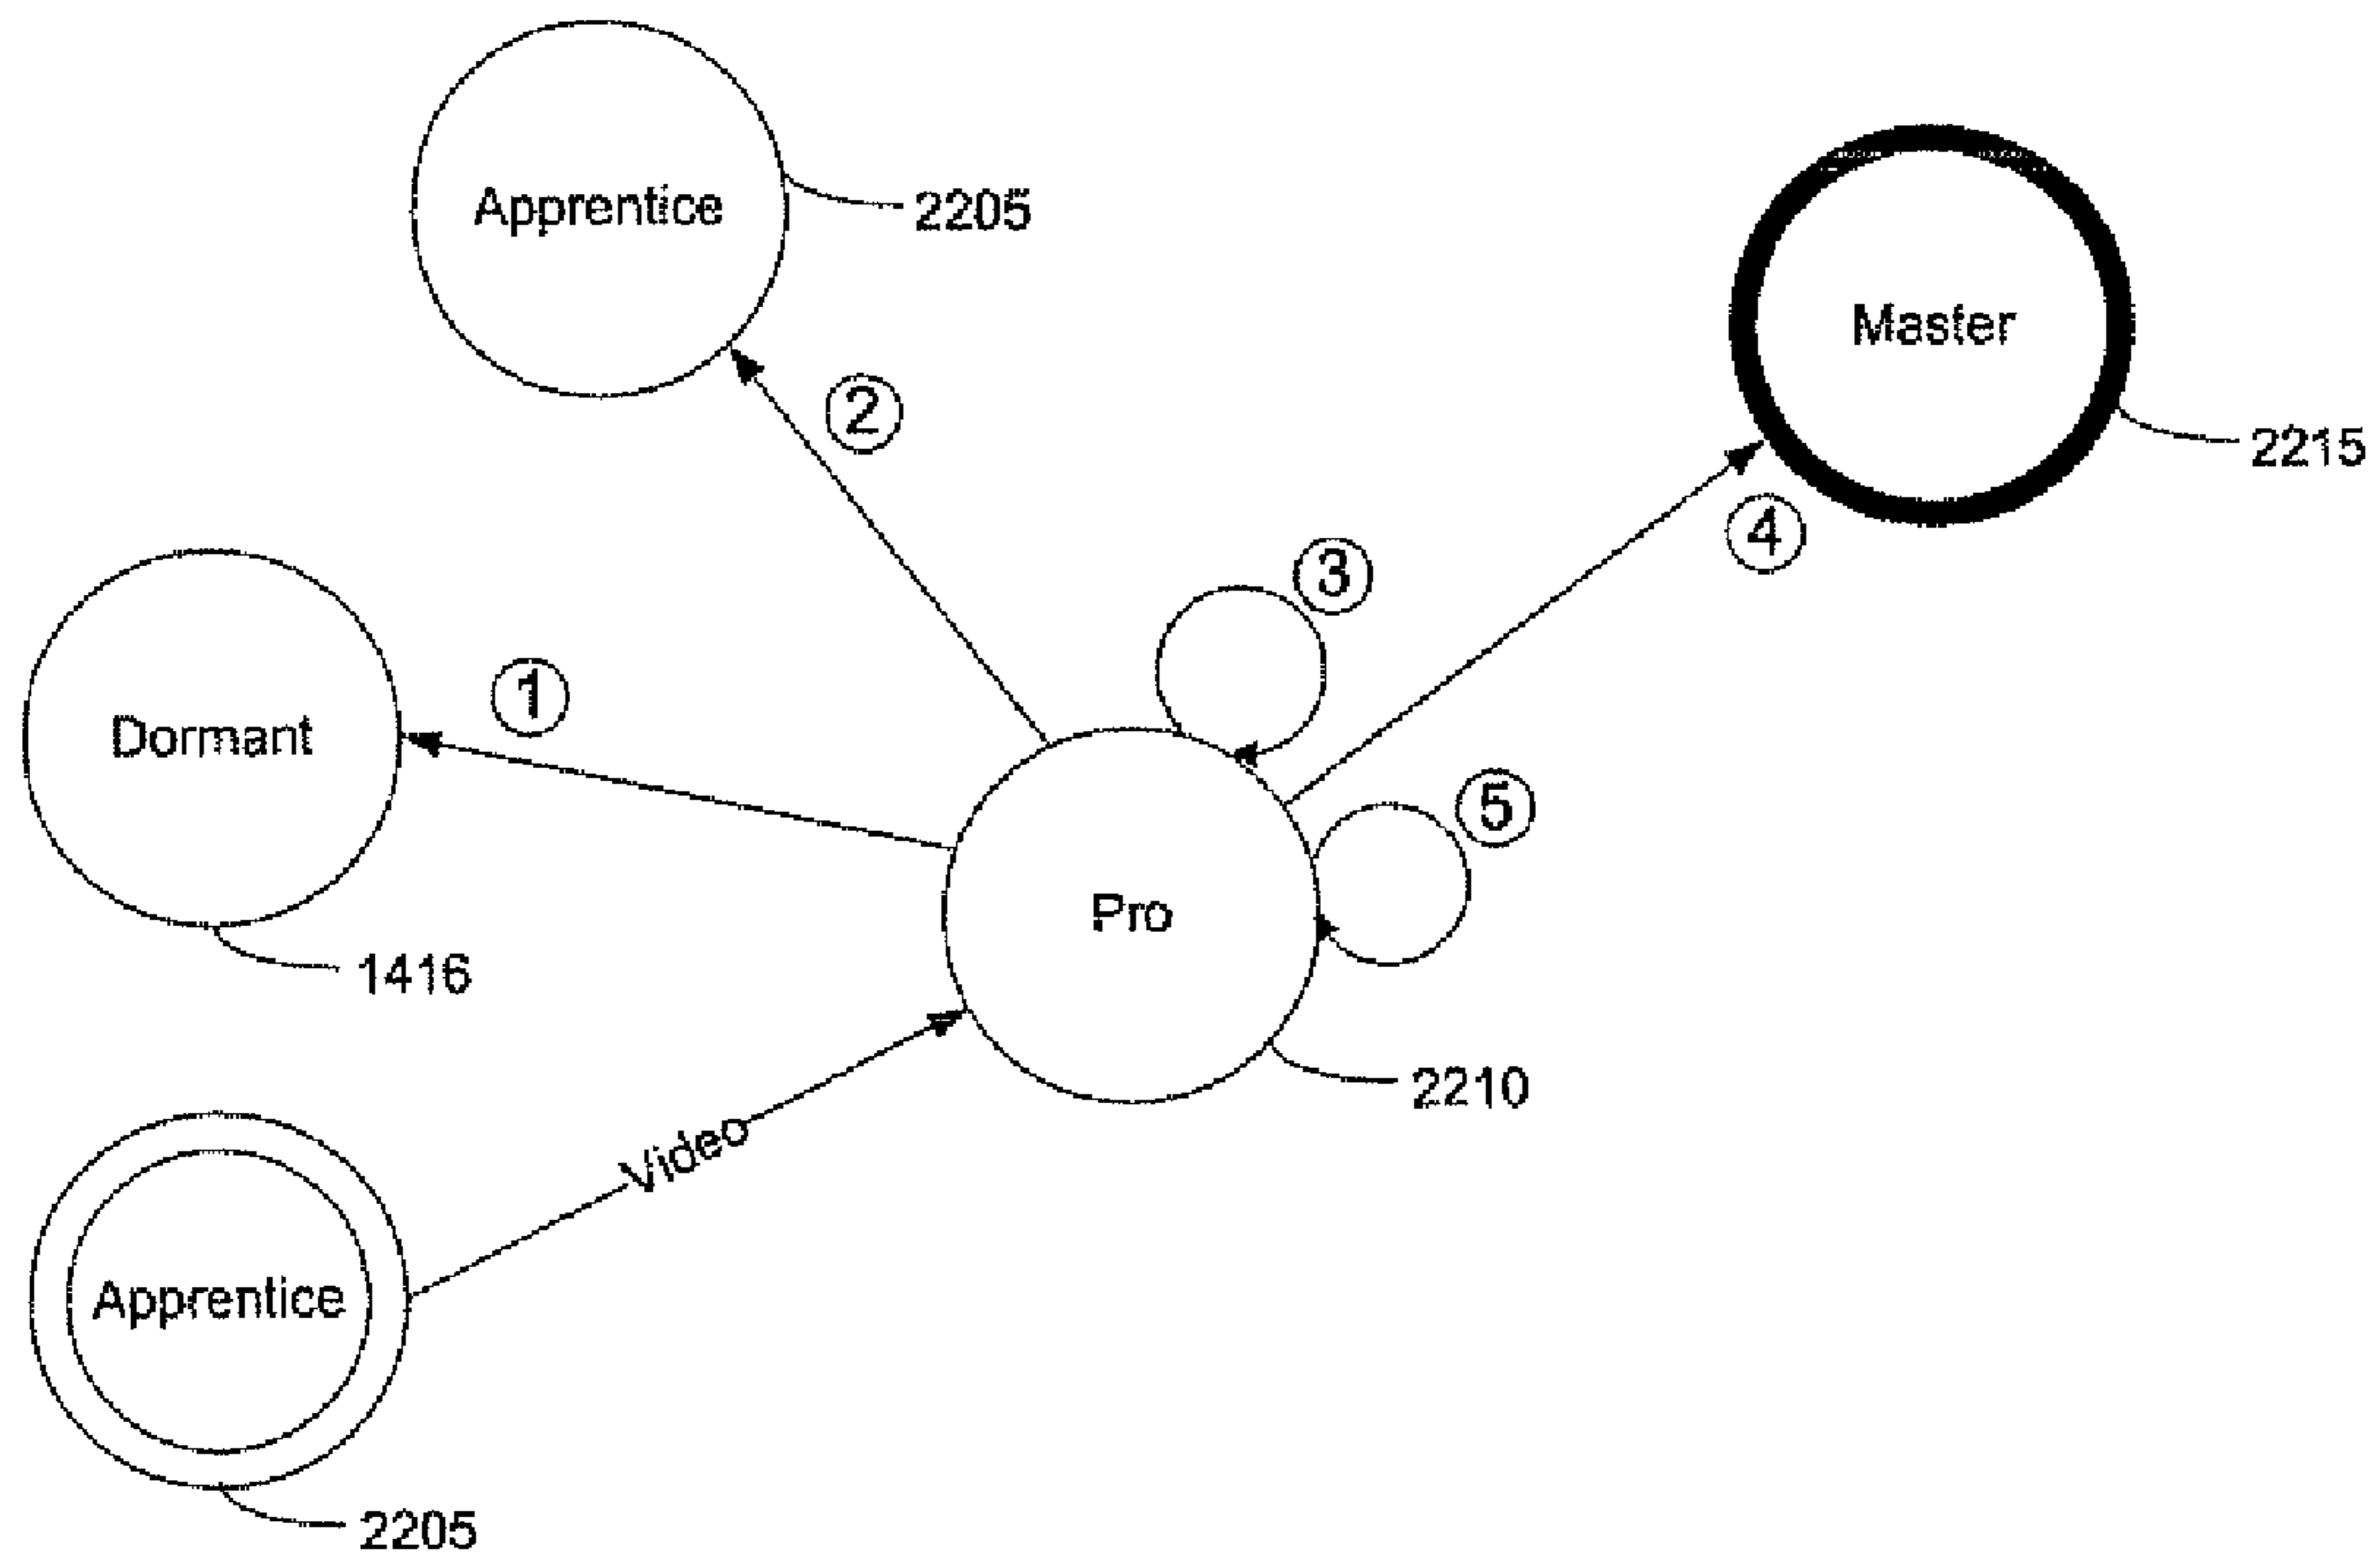 Apprentice
2205
Master
2215
②
④
③
①
Dormant
⑤
Pro
1416
2210
Video
Apprentice
2205